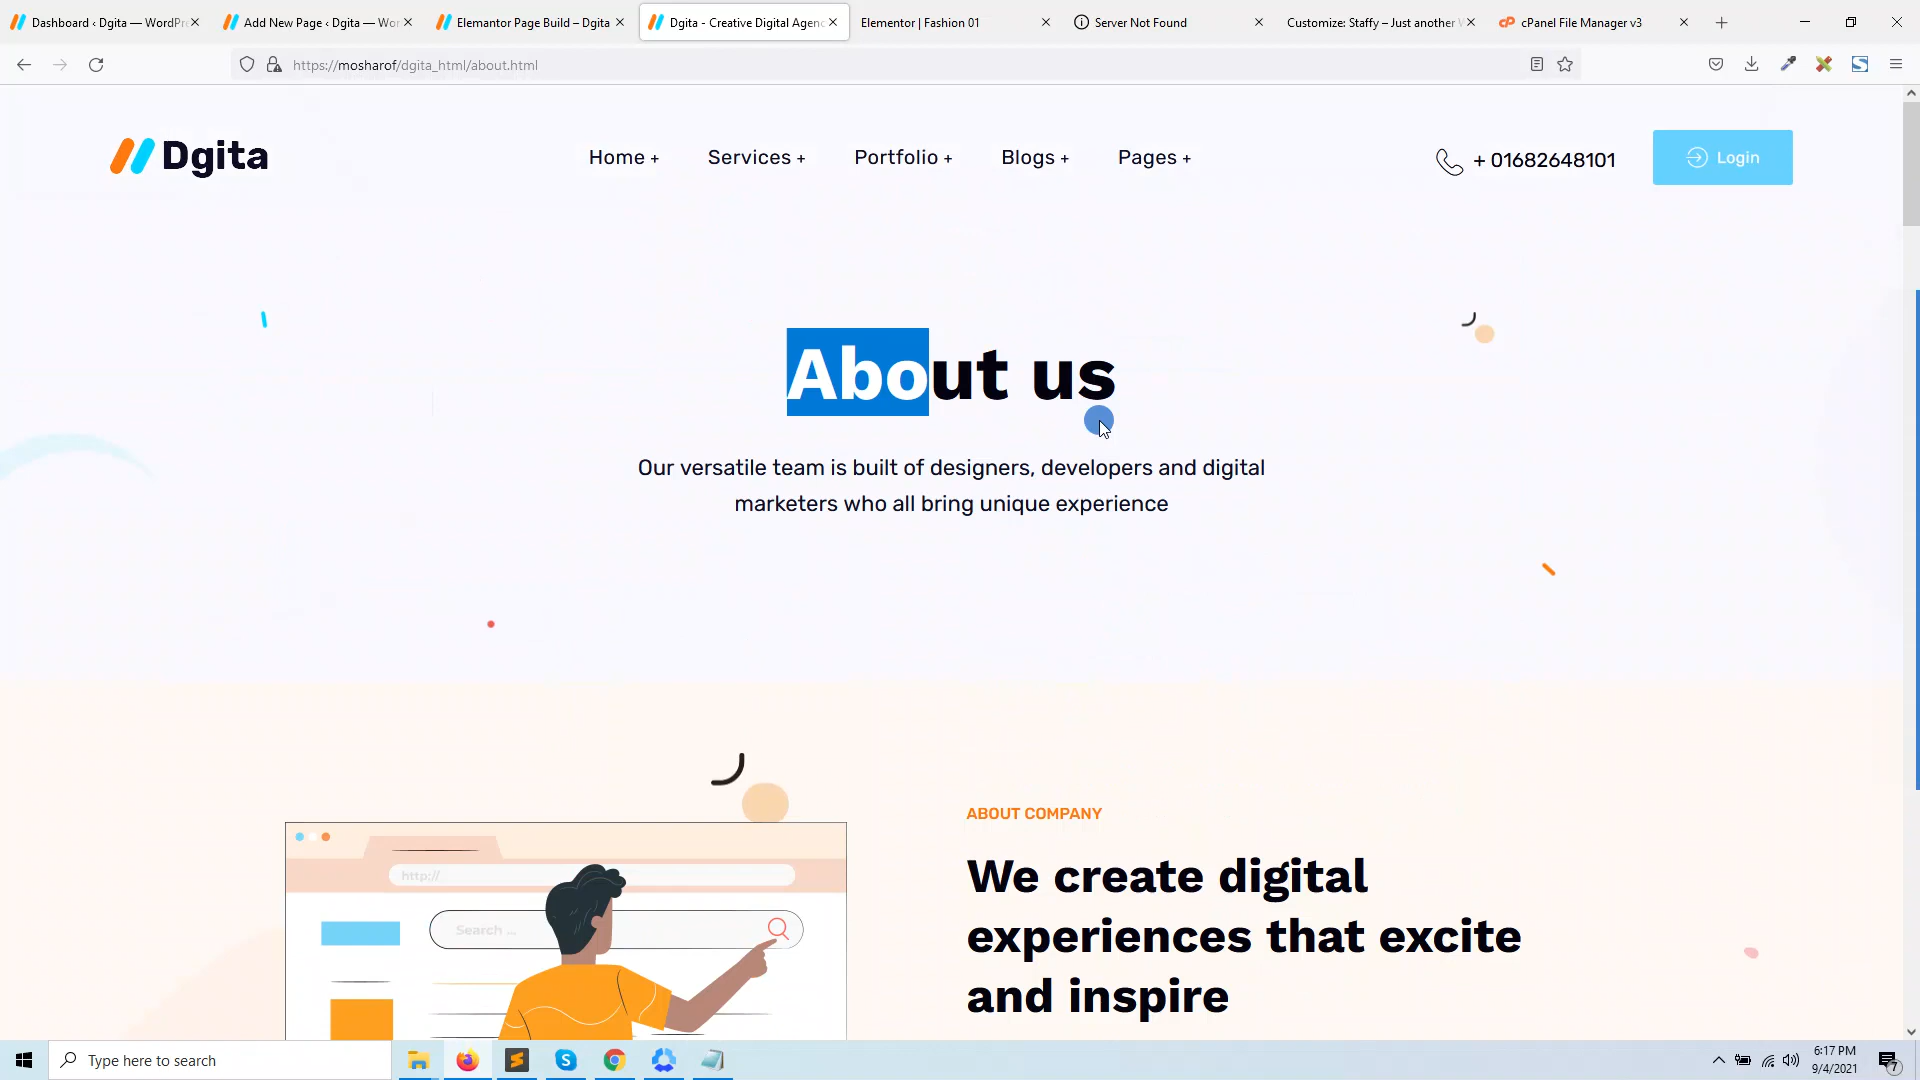 Dashboard ‹ Dgita — WordPr
Add New Page ‹ Dgita — Wor
Elemantor Page Build – Dgita
Dgita - Creative Digital Agenc
Elementor | Fashion 01
Server Not Found
Customize: Staffy – Just another W
cPanel File Manager v3
https://mosharof/dgita_html/about.html
Dgita
Home +
Services +
Portfolio +
Blogs +
Pages +
+ 01682648101
Login
About us
Our versatile team is built of designers, developers and digital
marketers who all bring unique experience
ABOUT COMPANY
We create digital
experiences that excite
and inspire
http://
Search ...
Type here to search
6:17 PM
9/4/2021
7